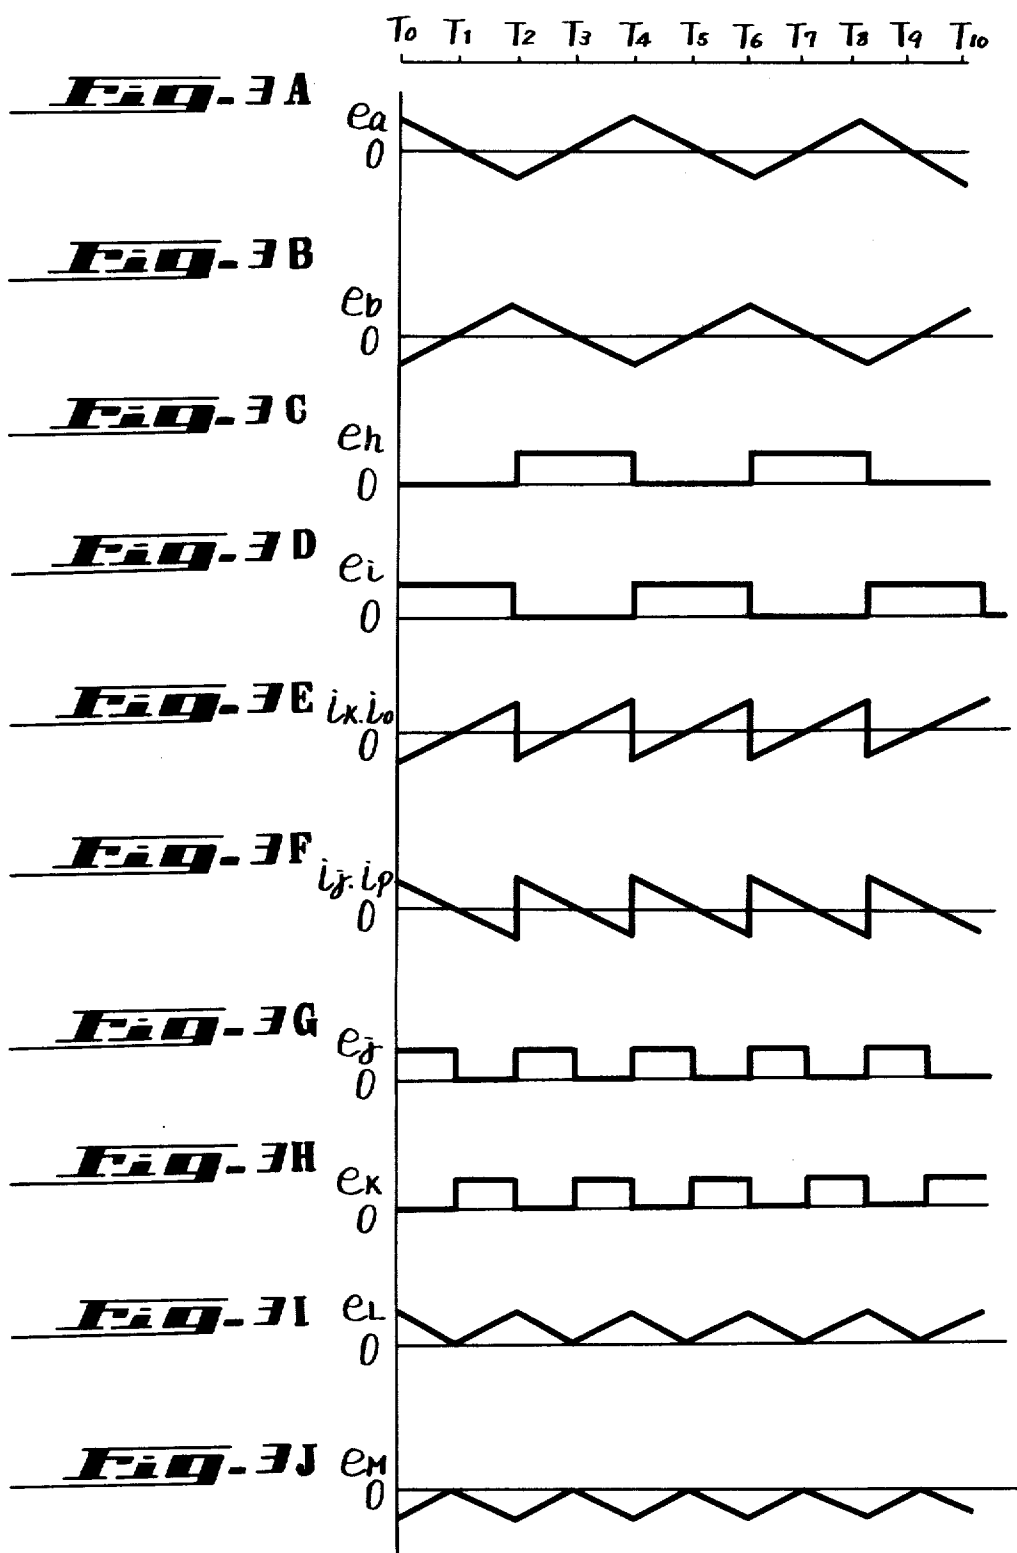 T0 T1 T2 T3 T4 T5 T6 T7 T8 T9 T10
Fig. 3A
ea
0
Fig. 3B
eb
0
Fig. 3C
eh
0
Fig. 3D
ei
0
Fig. 3E
iK.io
0
Fig. 3F
ij.ip
0
Fig. 3G
ej
0
Fig. 3H
eK
0
Fig. 3I
eL
0
Fig. 3J
eM
0